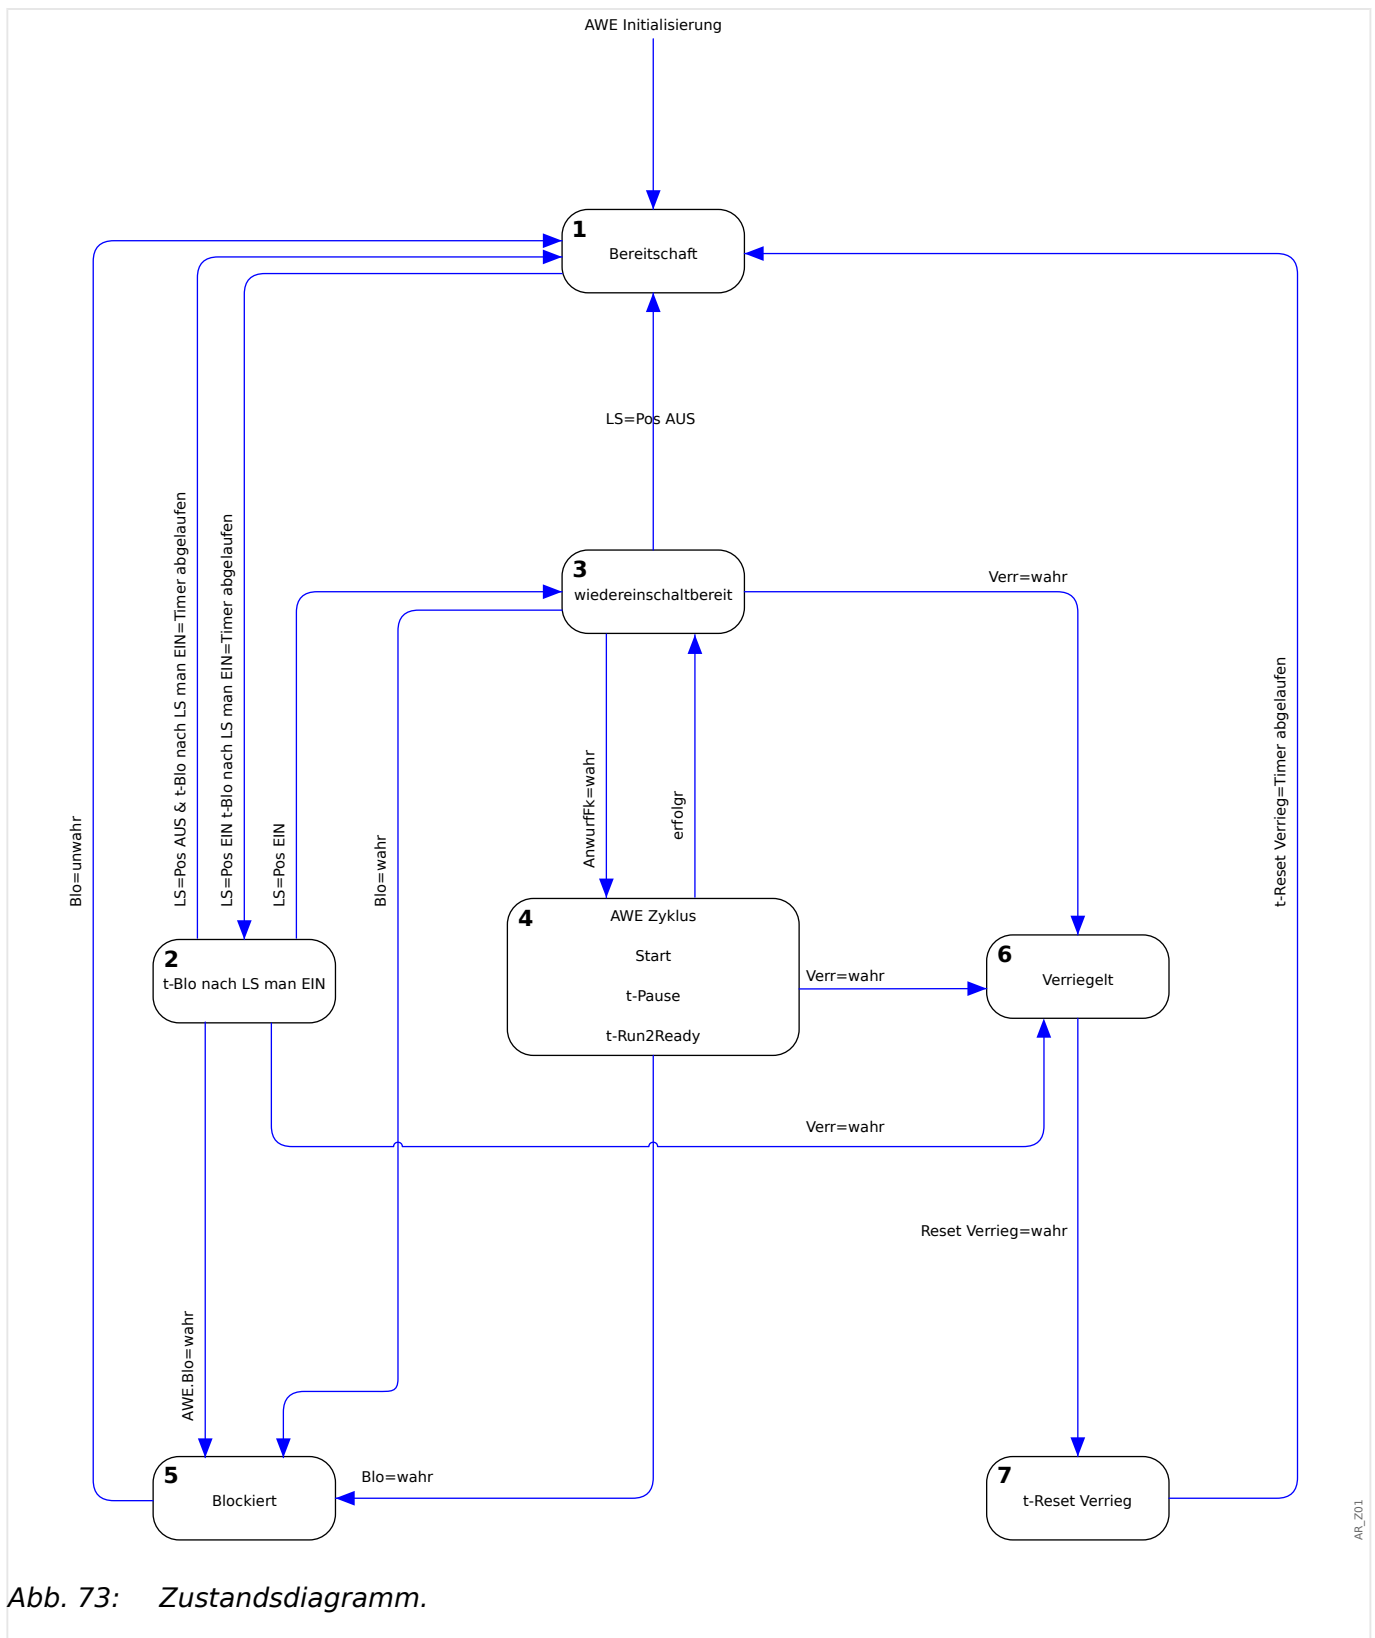 AWE Initialisierung
1
Bereitschaft
LS=Pos AUS
LS=Pos AUS & t-Blo nach LS man EIN=Timer abgelaufen
LS=Pos EIN t-Blo nach LS man EIN=Timer abgelaufen
3
wiedereinschaltbereit
Verr=wahr
Blo=unwahr
LS=Pos EIN
Blo=wahr
AnwurfFk=wahr
erfolgr
t-Reset Verrieg=Timer abgelaufen
2
t-Blo nach LS man EIN
4
AWE Zyklus
Start
t-Pause
t-Run2Ready
Verr=wahr
6
Verriegelt
Verr=wahr
Reset Verrieg=wahr
AWE.Blo=wahr
5
Blockiert
Blo=wahr
7
t-Reset Verrieg
AR_Z01
Abb. 73: Zustandsdiagramm.